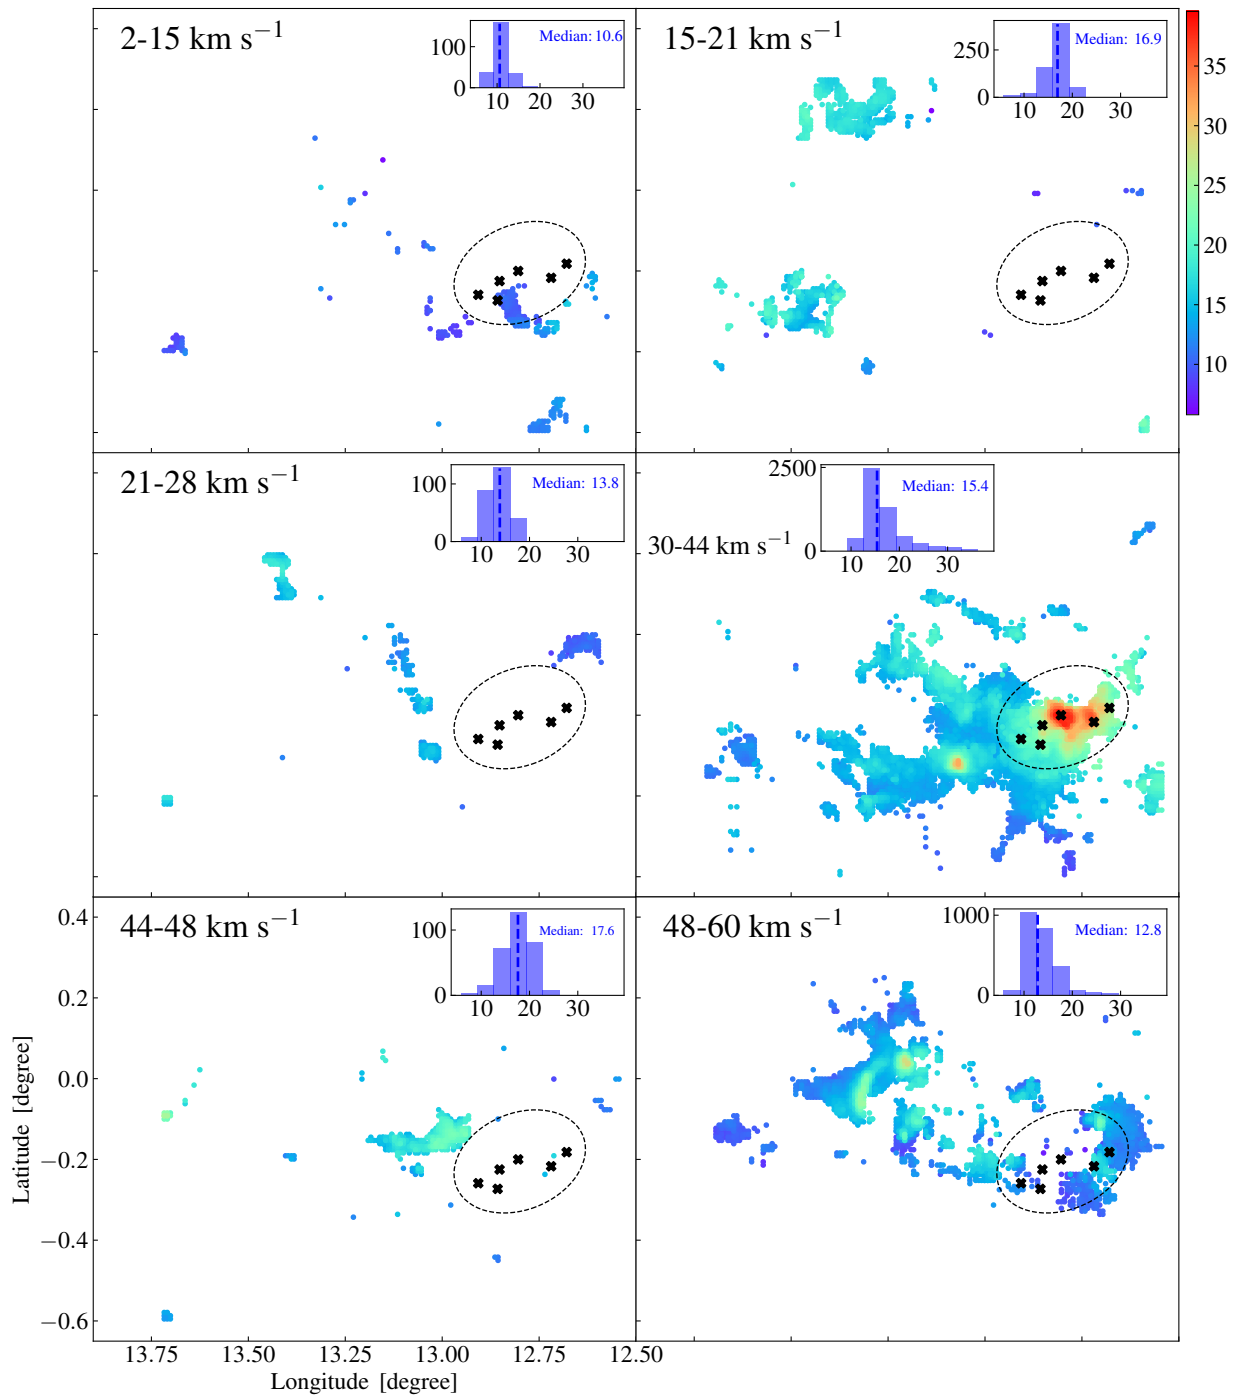 2-15 km s−1
Median: 10.6
100
0
10 20 30
15-21 km s−1
Median: 16.9
250
0
10 20 30
35
30
25
20
15
10
21-28 km s−1
Median: 13.8
100
0
10 20 30
30-44 km s−1
Median: 15.4
2500
0
10 20 30
44-48 km s−1
Median: 17.6
100
0
10 20 30
48-60 km s−1
Median: 12.8
1000
0
10 20 30
0.4
0.2
0.0
−0.2
−0.4
−0.6
Latitude [degree]
13.75 13.50 13.25 13.00 12.75 12.50
Longitude [degree]